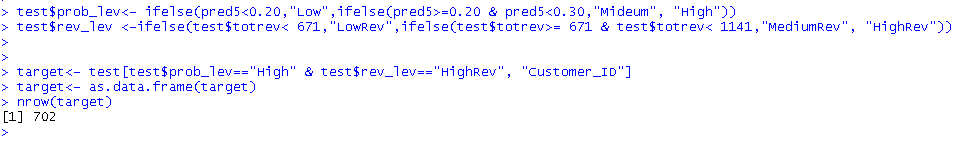 > test$prob_lev<- ifelse(pred5<0.20,"Low",ifelse(pred5>=0.20 & pred5<0.30,"Mideum", "High"))
> test$rev_lev <-ifelse(test$totrev< 671,"LowRev",ifelse(test$totrev>= 671 & test$totrev< 1141,"MediumRev", "HighRev"))
>
>
> target<- test[test$prob_lev=="High" & test$rev_lev=="HighRev", "Customer_ID"]
> target<- as.data.frame(target)
> nrow(target)
[1] 702
>